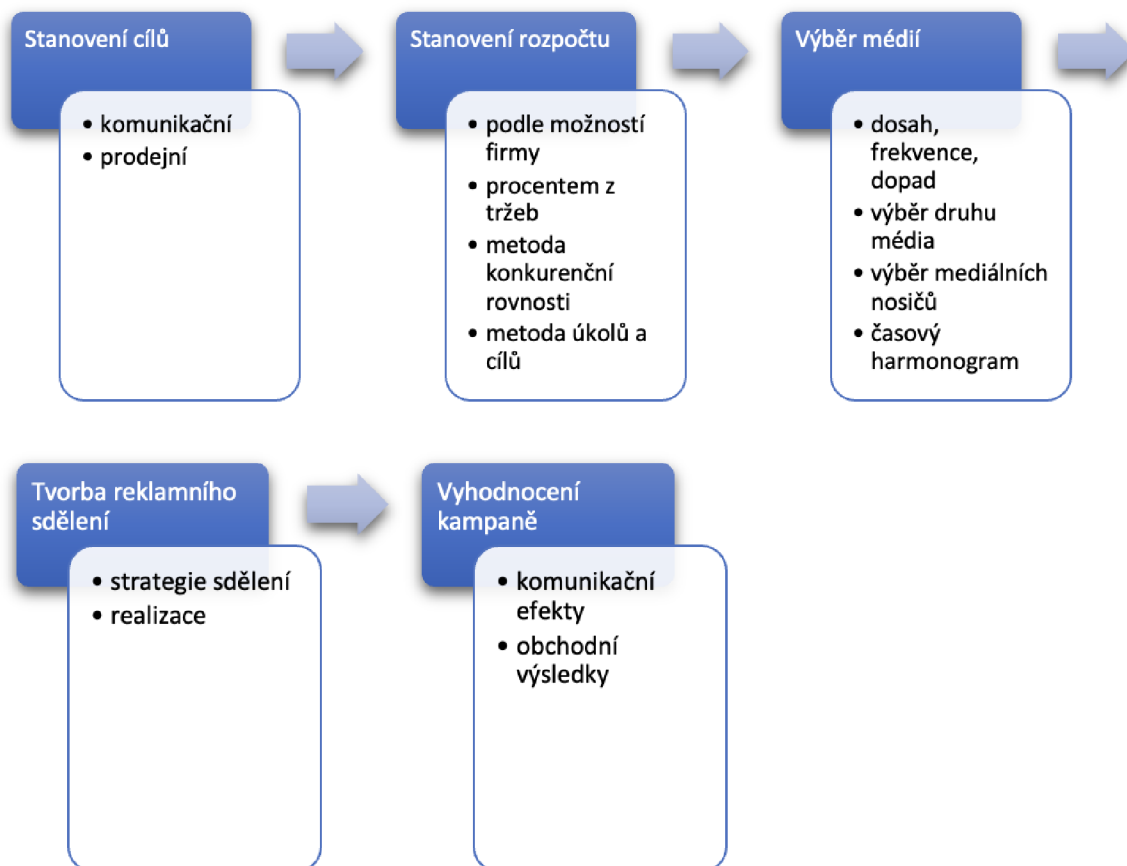 Stanovení cílů
• komunikační
• prodejní
Stanovení rozpočtu
• podle možností
firmy
• procentem z
tržeb
• metoda
konkurenční
rovnosti
• metoda úkolů a
cílů
Výběr médií
• dosah,
frekvence,
dopad
• výběr druhu
média
• výběr mediálních
nosičů
• časový
harmonogram
Tvorba reklamního
sdělení
• strategie sdělení
• realizace
Vyhodnocení
kampaně
• komunikační
efekty
• obchodní
výsledky